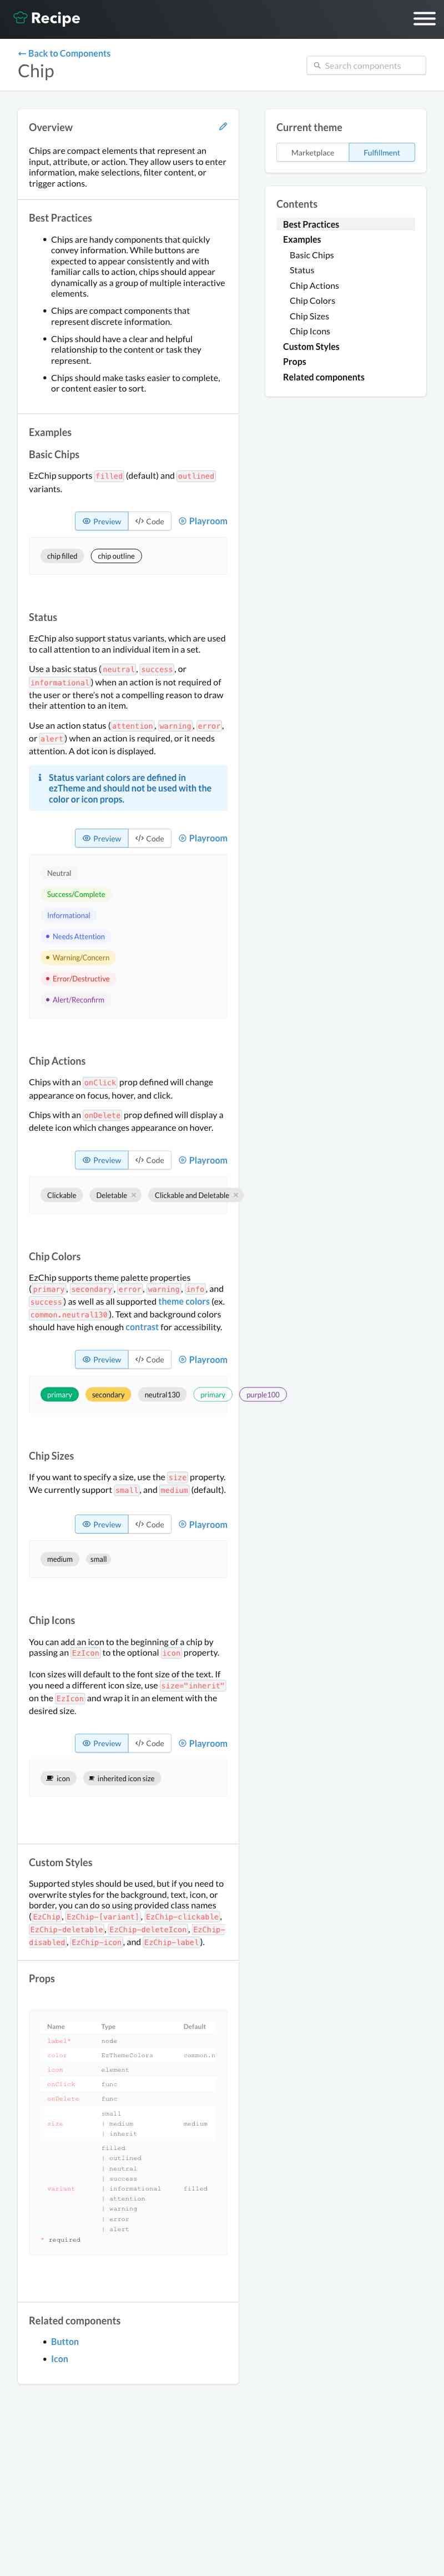 Recipe
← Back to Components
Chip
Search components
Overview
Chips are compact elements that represent an
input, attribute, or action. They allow users to enter
information, make selections, filter content, or
trigger actions.
Best Practices
• Chips are handy components that quickly
convey information. While buttons are
expected to appear consistently and with
familiar calls to action, chips should appear
dynamically as a group of multiple interactive
elements.
• Chips are compact components that
represent discrete information.
• Chips should have a clear and helpful
relationship to the content or task they
represent.
• Chips should make tasks easier to complete,
or content easier to sort.
Examples
Basic Chips
EzChip supports filled (default) and outlined
variants.
Preview </> Code Playroom
chip filled chip outline
Status
EzChip also support status variants, which are used
to call attention to an individual item in a set.
Use a basic status (neutral, success, or
informational) when an action is not required of
the user or there's not a compelling reason to draw
their attention to an item.
Use an action status (attention, warning, error,
or alert) when an action is required, or it needs
attention. A dot icon is displayed.
Status variant colors are defined in
ezTheme and should not be used with the
color or icon props.
Preview </> Code Playroom
Neutral
Success/Complete
Informational
• Needs Attention
• Warning/Concern
• Error/Destructive
• Alert/Reconfirm
Chip Actions
Chips with an onClick prop defined will change
appearance on focus, hover, and click.
Chips with an onDelete prop defined will display a
delete icon which changes appearance on hover.
Preview </> Code Playroom
Clickable Deletable × Clickable and Deletable ×
Chip Colors
EzChip supports theme palette properties
(primary, secondary, error, warning, info, and
success) as well as all supported theme colors (ex.
common.neutral130). Text and background colors
should have high enough contrast for accessibility.
Preview </> Code Playroom
primary secondary neutral130 primary purple100
Chip Sizes
If you want to specify a size, use the size property.
We currently support small, and medium (default).
Preview </> Code Playroom
medium small
Chip Icons
You can add an icon to the beginning of a chip by
passing an EzIcon to the optional icon property.
Icon sizes will default to the font size of the text. If
you need a different icon size, use size="inherit"
on the EzIcon and wrap it in an element with the
desired size.
Preview </> Code Playroom
icon inherited icon size
Custom Styles
Supported styles should be used, but if you need to
overwrite styles for the background, text, icon, or
border, you can do so using provided class names
(EzChip, EzChip-[variant], EzChip-clickable,
EzChip-deletable, EzChip-deleteIcon, EzChip-
disabled, EzChip-icon, and EzChip-label).
Props
Name Type Default
label* node
color EzThemeColors common.n
icon element
onClick func
onDelete func
small
size | medium medium
| inherit
filled
| outlined
| neutral
| success
variant | informational filled
| attention
| warning
| error
| alert
* required
Related components
• Button
• Icon
Current theme
Marketplace Fulfillment
Contents
Best Practices
Examples
Basic Chips
Status
Chip Actions
Chip Colors
Chip Sizes
Chip Icons
Custom Styles
Props
Related components